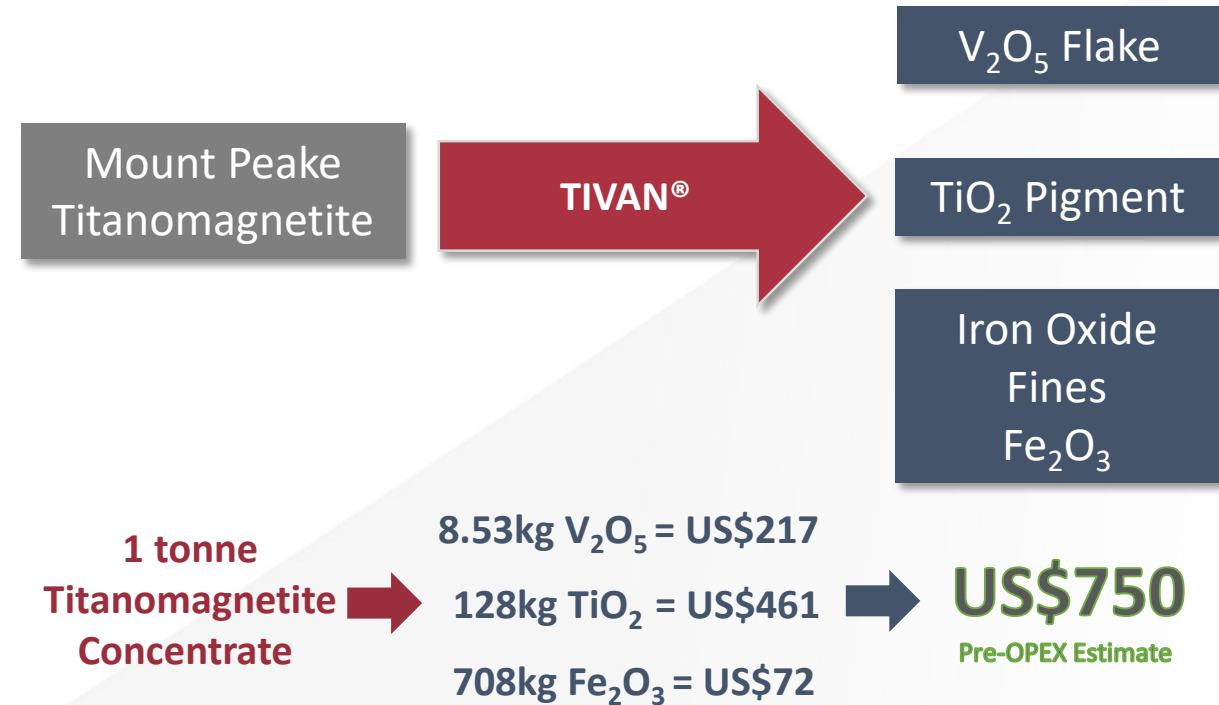 Mount Peake
Titanomagnetite
TIVAN®
V₂O₅ Flake
TiO₂ Pigment
Iron Oxide
Fines
Fe₂O₃
1 tonne
Titanomagnetite
Concentrate
8.53kg V₂O₅ = US$217
128kg TiO₂ = US$461
708kg Fe₂O₃ = US$72
US$750
Pre-OPEX Estimate